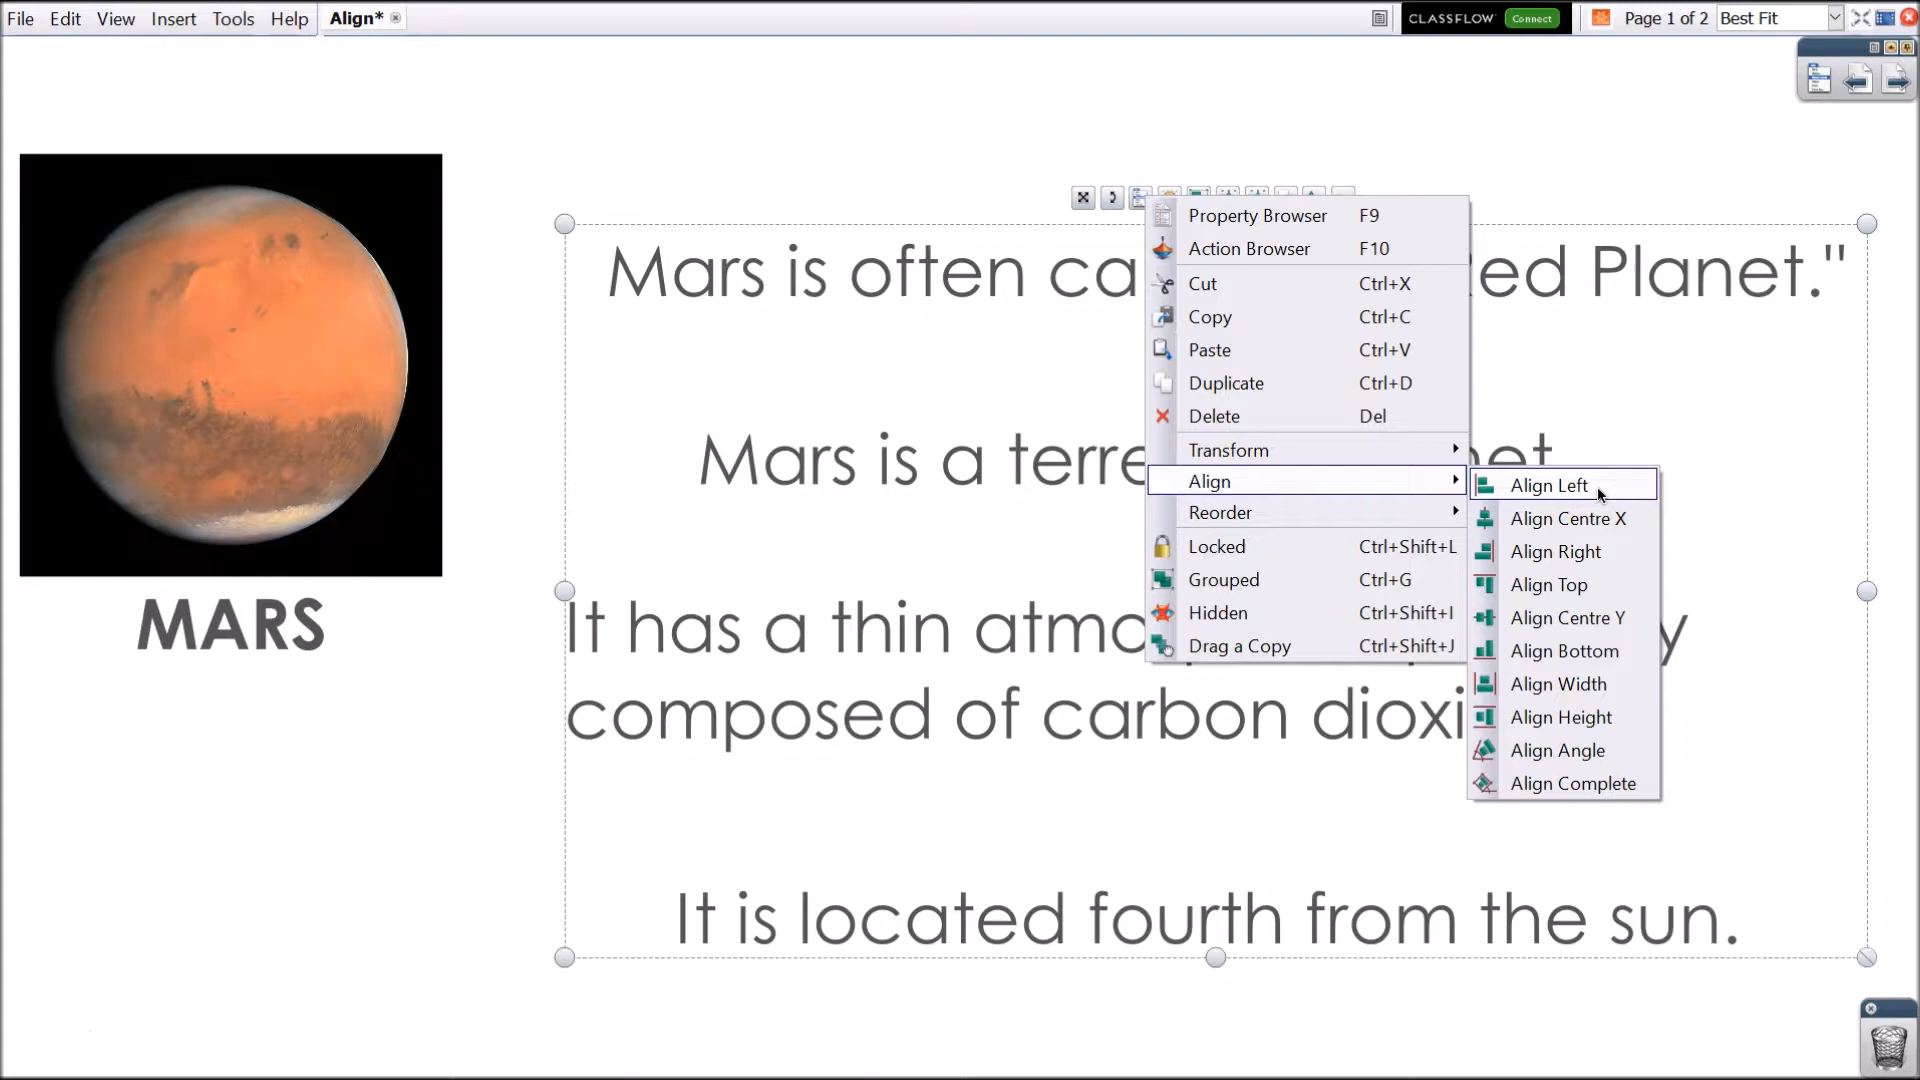 File Edit View Insert Tools Help Align*
CLASSFLOW Connect Page 1 of 2 Best Fit
Mars is often ca ed Planet."
Mars is a terre et
It has a thin atmo y
composed of carbon dioxi
It is located fourth from the sun.
MARS
Property Browser F9
Action Browser F10
Cut Ctrl+X
Copy Ctrl+C
Paste Ctrl+V
Duplicate Ctrl+D
Delete Del
Transform
Align
Reorder
Locked Ctrl+Shift+L
Grouped Ctrl+G
Hidden Ctrl+Shift+I
Drag a Copy Ctrl+Shift+J
Align Left
Align Centre X
Align Right
Align Top
Align Centre Y
Align Bottom
Align Width
Align Height
Align Angle
Align Complete